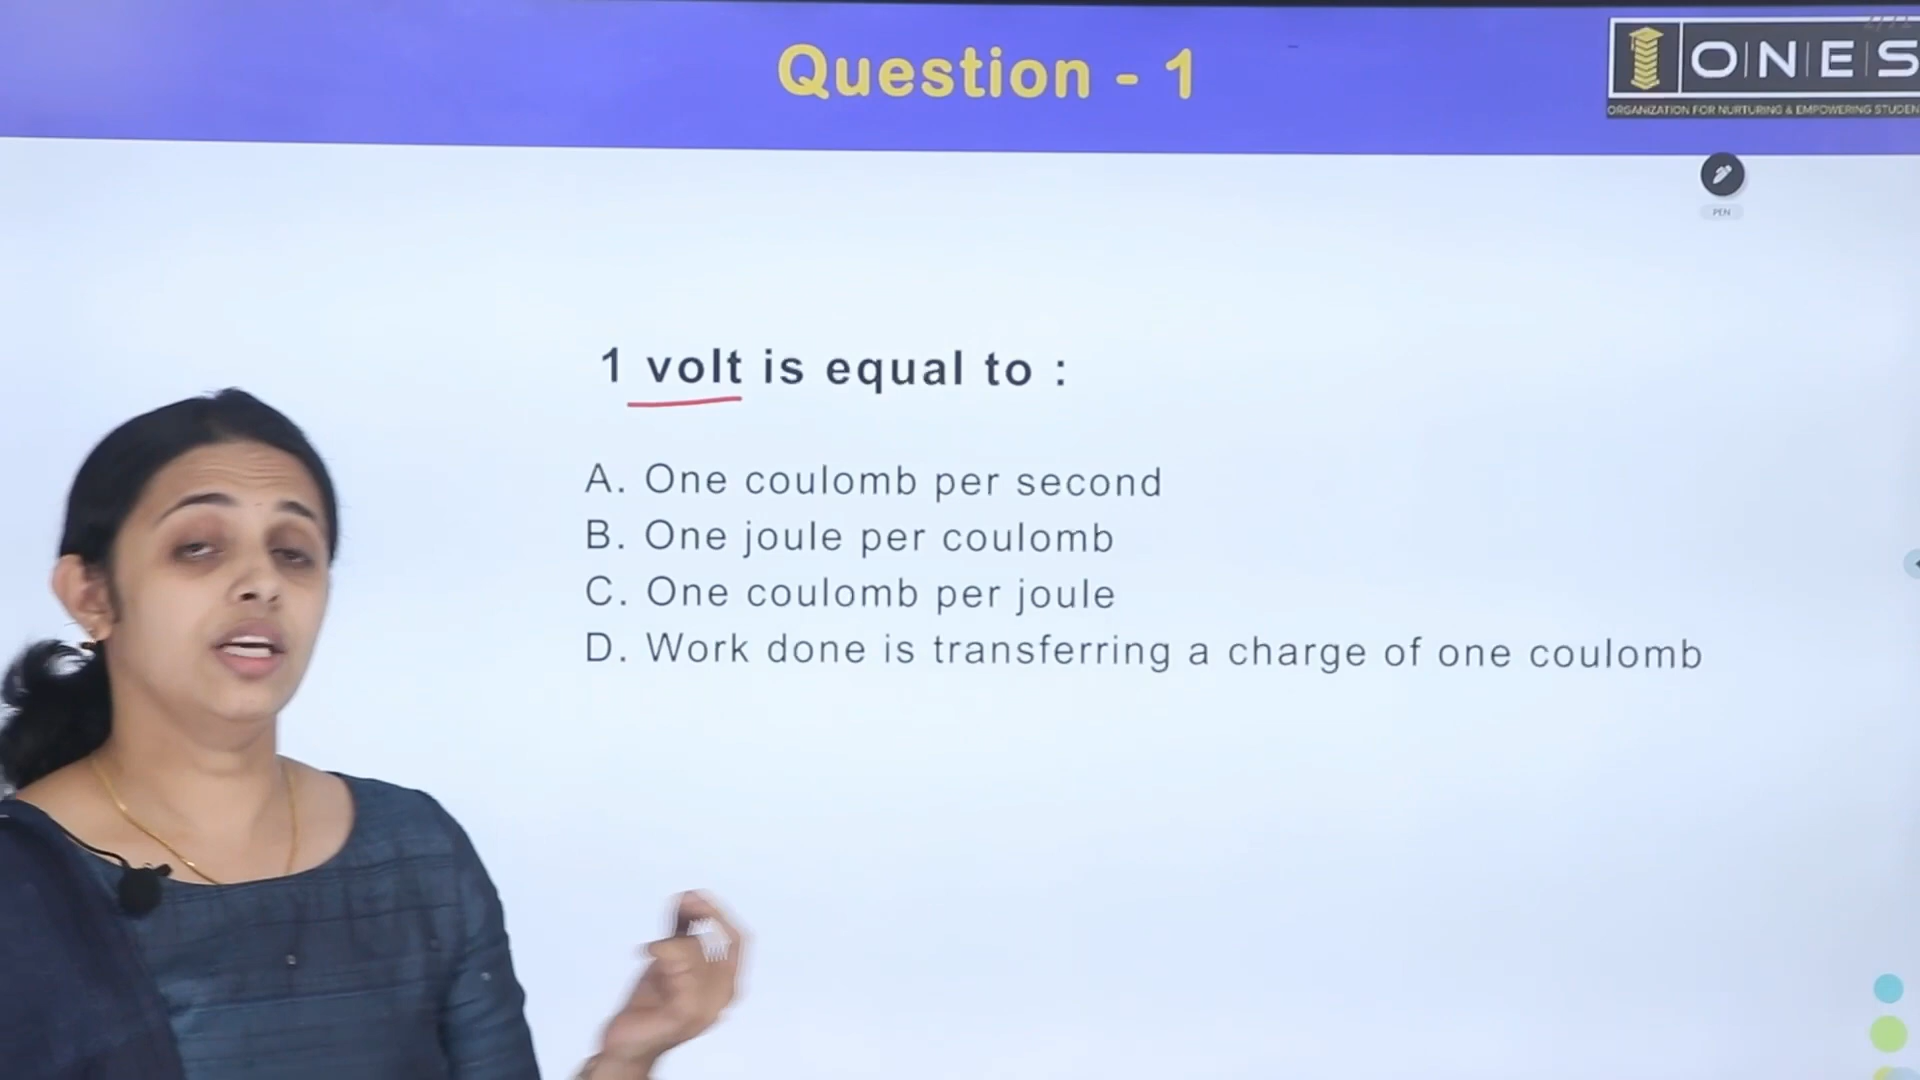 Question - 1
ONES
ORGANIZATION FOR NURTURING & EMPOWERING STUDEN
PEN
1 volt is equal to :
A. One coulomb per second
B. One joule per coulomb
C. One coulomb per joule
D. Work done is transferring a charge of one coulomb